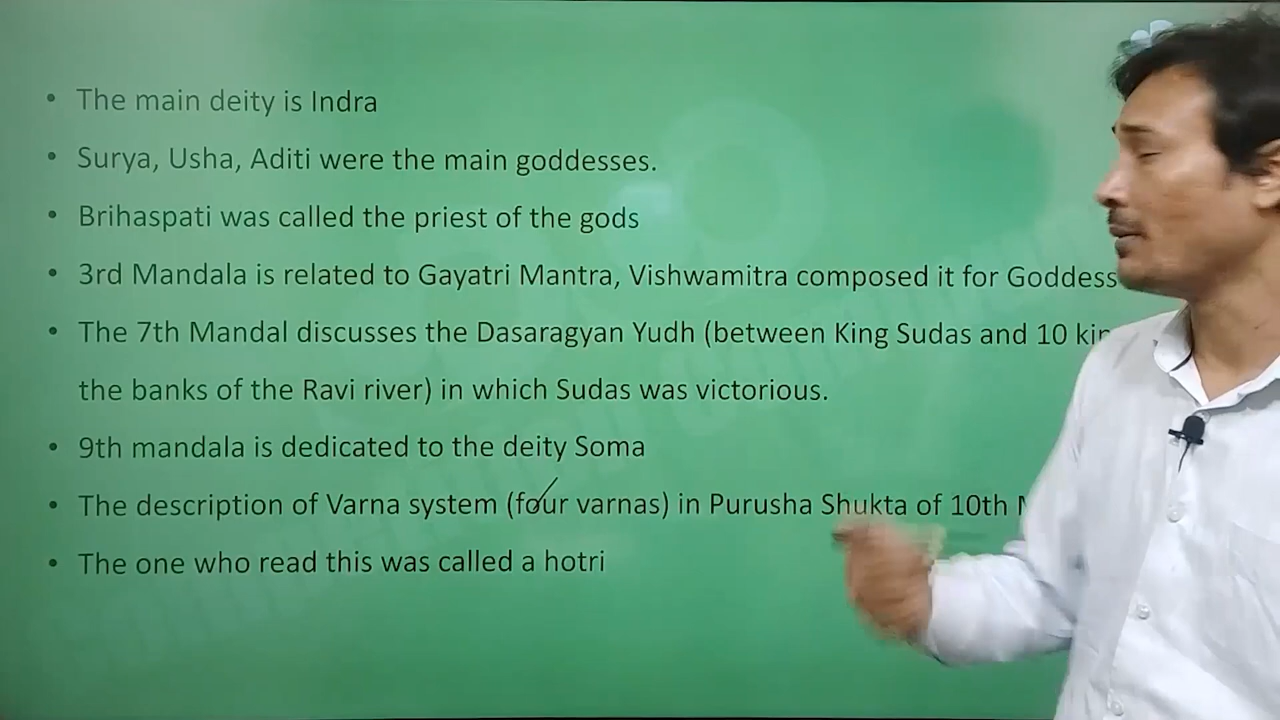 • The main deity is Indra
• Surya, Usha, Aditi were the main goddesses.
• Brihaspati was called the priest of the gods
• 3rd Mandala is related to Gayatri Mantra, Vishwamitra composed it for Goddess
• The 7th Mandal discusses the Dasaragyan Yudh (between King Sudas and 10
the banks of the Ravi river) in which Sudas was victorious.
• 9th mandala is dedicated to the deity Soma
• The description of Varna system (four varnas) in Purusha Shukta of 10th
• The one who read this was called a hotri